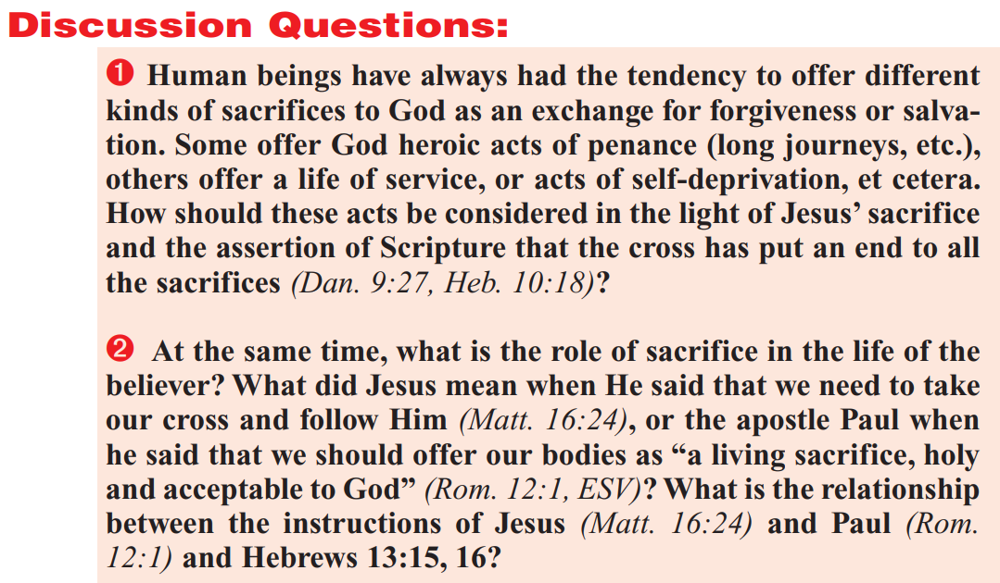 Discussion Questions:
❶ Human beings have always had the tendency to offer different
kinds of sacrifices to God as an exchange for forgiveness or salva-
tion. Some offer God heroic acts of penance (long journeys, etc.),
others offer a life of service, or acts of self-deprivation, et cetera.
How should these acts be considered in the light of Jesus’ sacrifice
and the assertion of Scripture that the cross has put an end to all
the sacrifices (Dan. 9:27, Heb. 10:18)?
❷ At the same time, what is the role of sacrifice in the life of the
believer? What did Jesus mean when He said that we need to take
our cross and follow Him (Matt. 16:24), or the apostle Paul when
he said that we should offer our bodies as “a living sacrifice, holy
and acceptable to God” (Rom. 12:1, ESV)? What is the relationship
between the instructions of Jesus (Matt. 16:24) and Paul (Rom.
12:1) and Hebrews 13:15, 16?